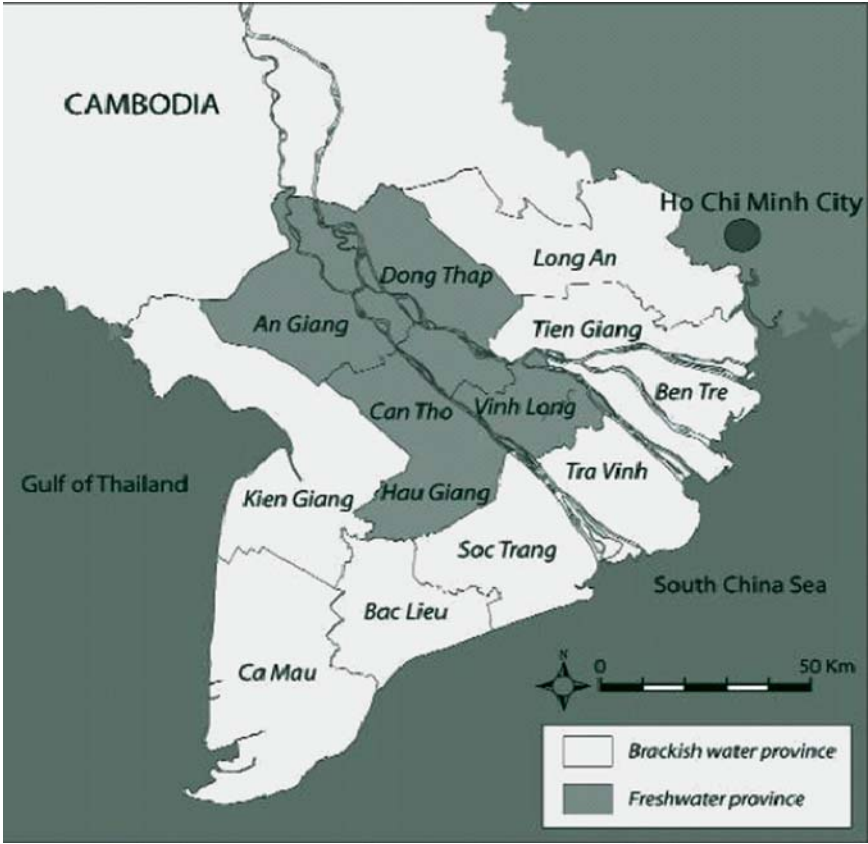 CAMBODIA
Ho Chi Minh City
Long An
Dong Thap
An Giang
Tien Giang
Ben Tre
Can Tho
Vinh Long
Tra Vinh
Gulf of Thailand
Kien Giang
Hau Giang
Soc Trang
South China Sea
Bac Lieu
Ca Mau
N
0 50 Km
Brackish water province
Freshwater province